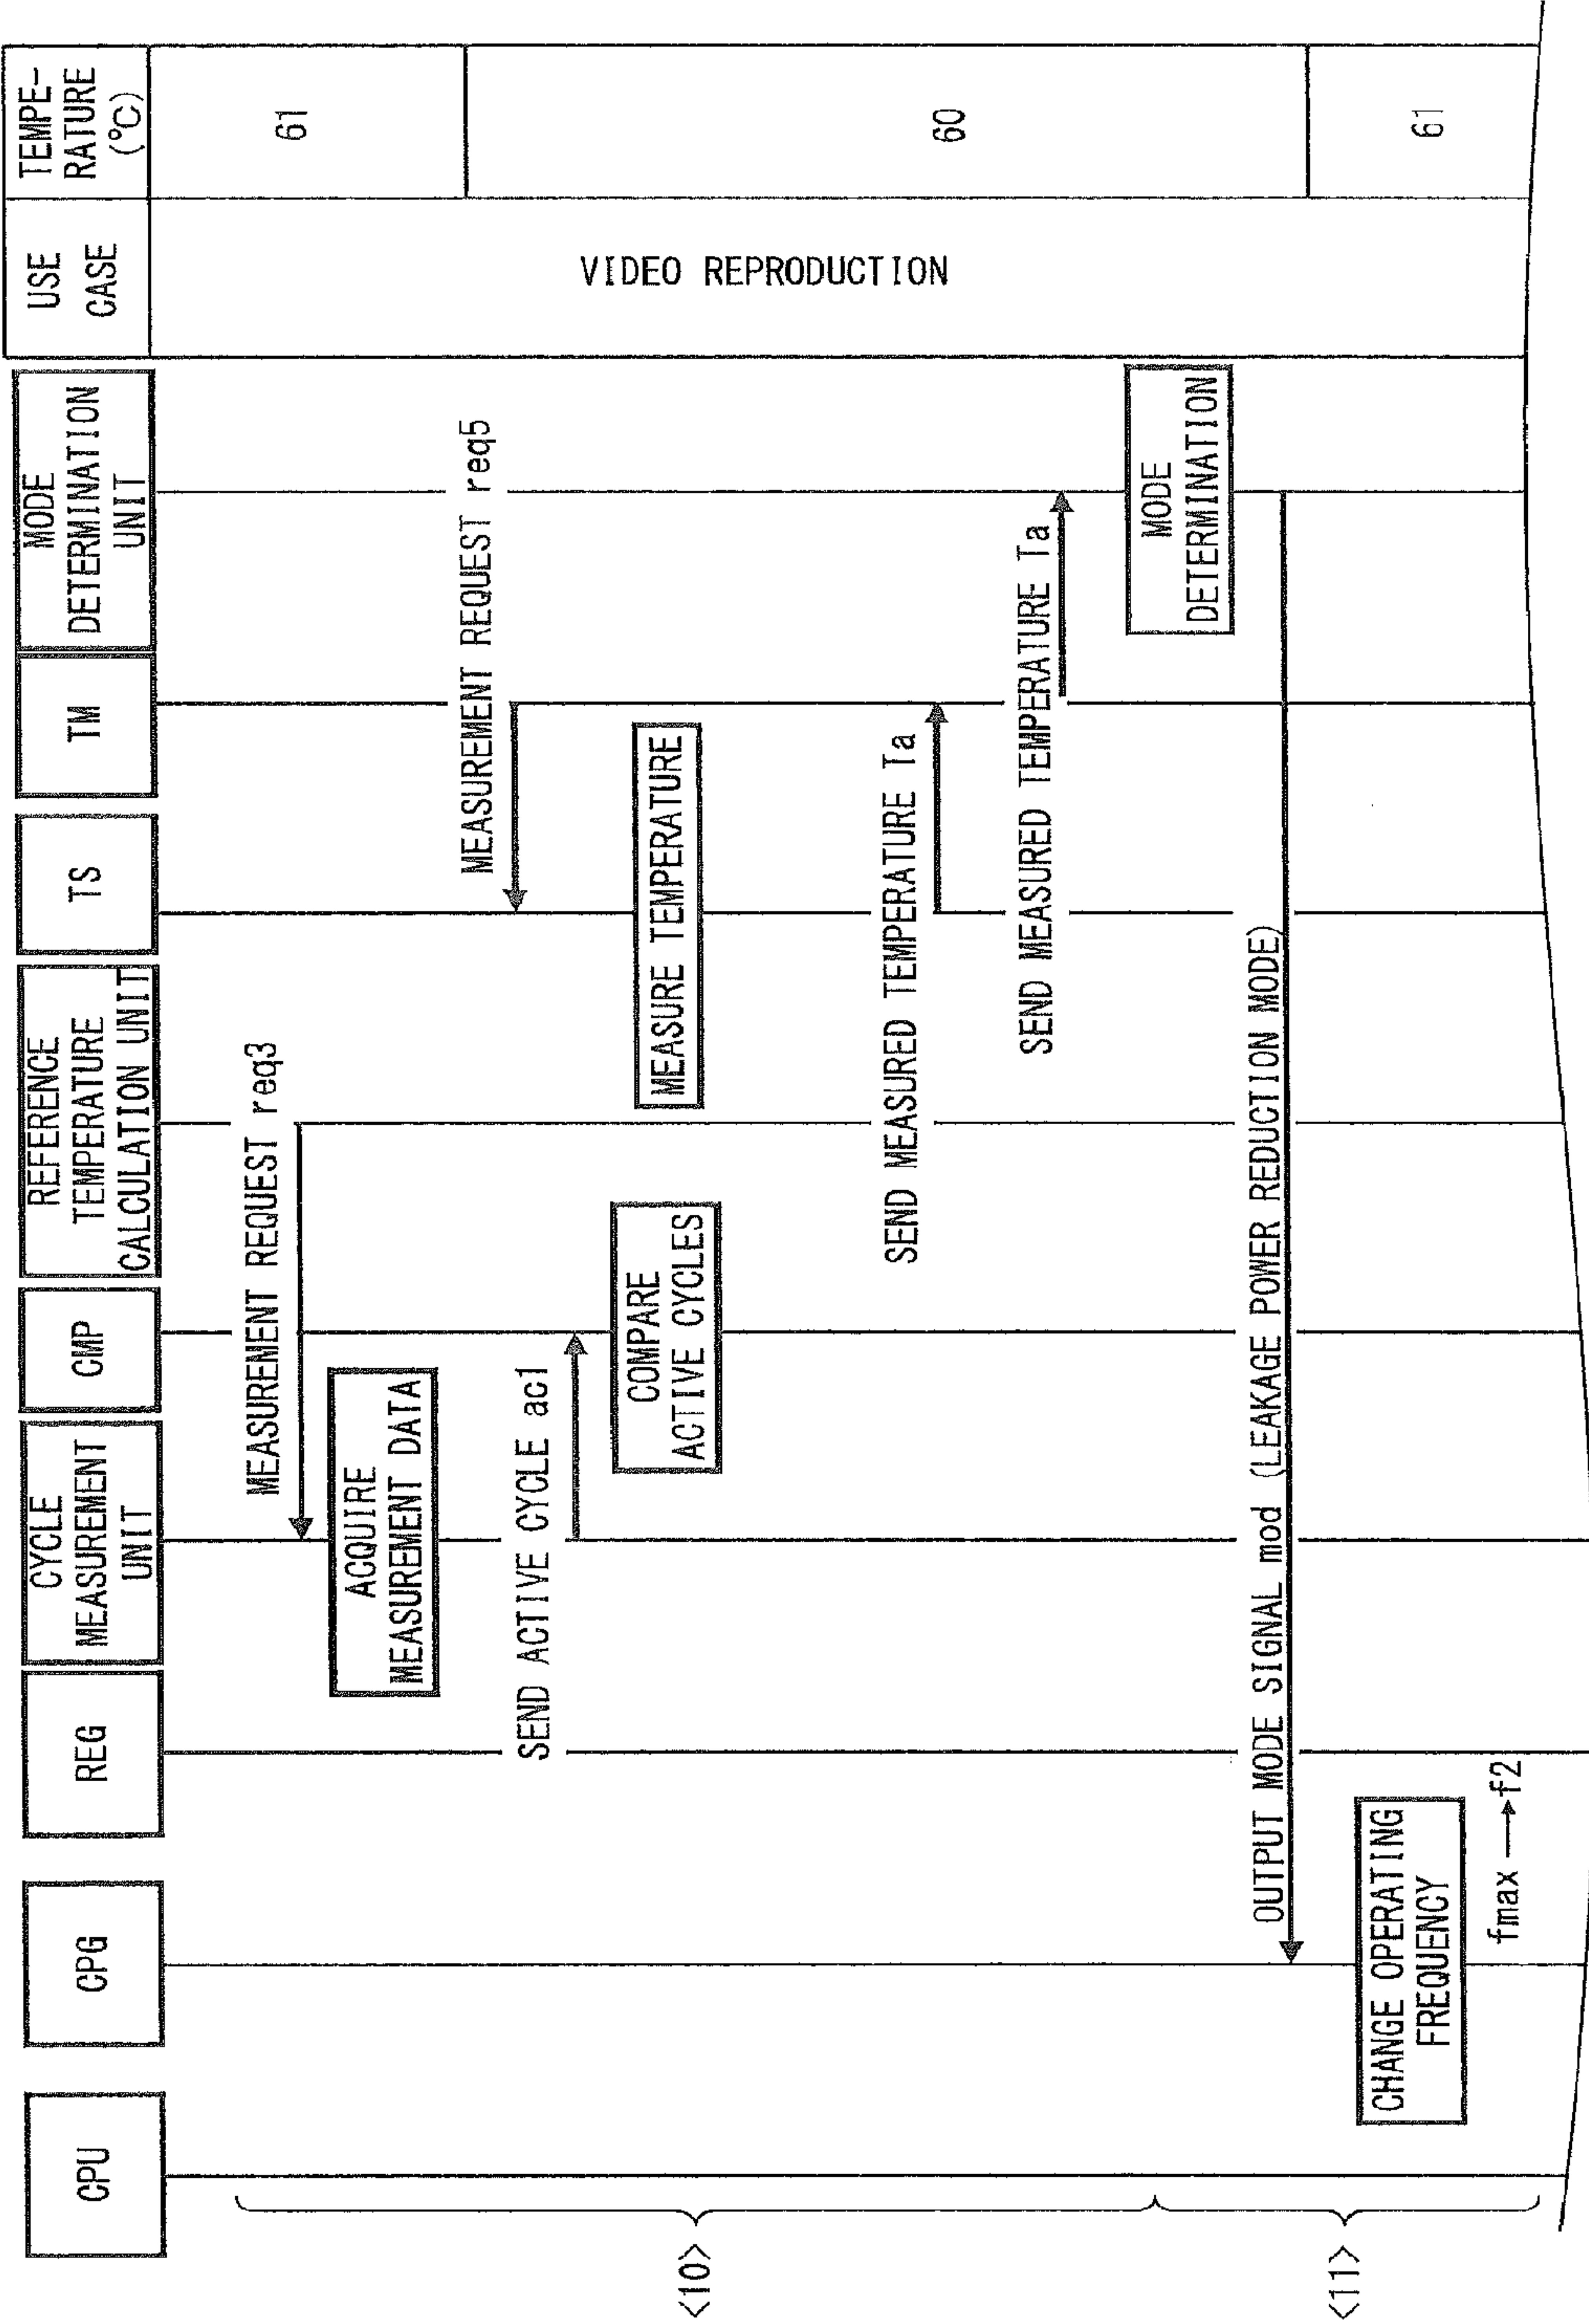 CPU
CPG
REG
CYCLE
MEASUREMENT
UNIT
CMP
REFERENCE
TEMPERATURE
CALCULATION UNIT
TS
TM
MODE
DETERMINATION
UNIT
USE
CASE
TEMPE-
RATURE
(°C)
<10>
MEASUREMENT REQUEST req3
61
ACQUIRE
MEASUREMENT DATA
MEASUREMENT REQUEST req5
SEND ACTIVE CYCLE ac1
COMPARE
ACTIVE CYCLES
MEASURE TEMPERATURE
VIDEO REPRODUCTION
SEND MEASURED TEMPERATURE Ta
60
SEND MEASURED TEMPERATURE Ta
MODE
DETERMINATION
<11>
OUTPUT MODE SIGNAL mod (LEAKAGE POWER REDUCTION MODE)
CHANGE OPERATING
FREQUENCY
61
fmax → f2